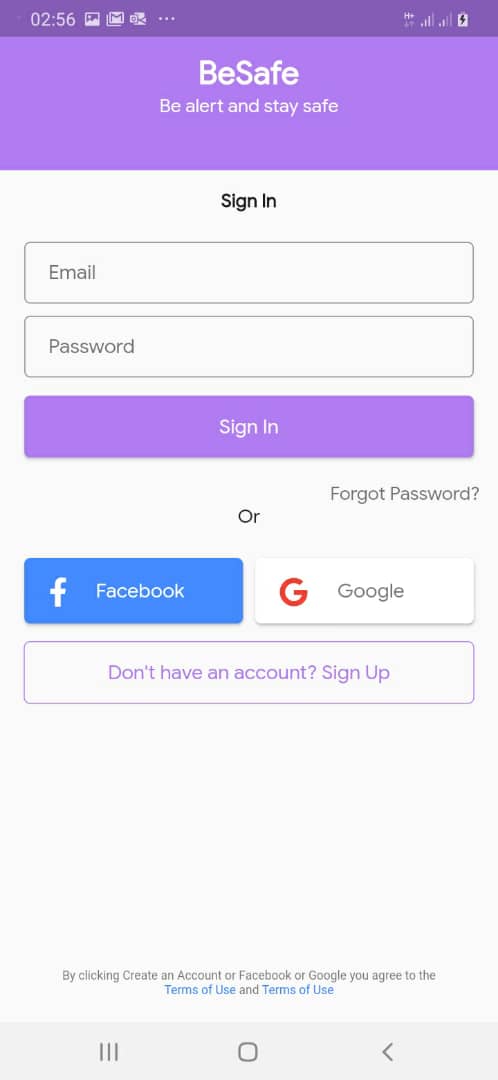 02:56
H+
BeSafe
Be alert and stay safe
Sign In
Email
Password
Sign In
Forgot Password?
Or
Facebook
Google
Don't have an account? Sign Up
By clicking Create an Account or Facebook or Google you agree to the
Terms of Use and Terms of Use